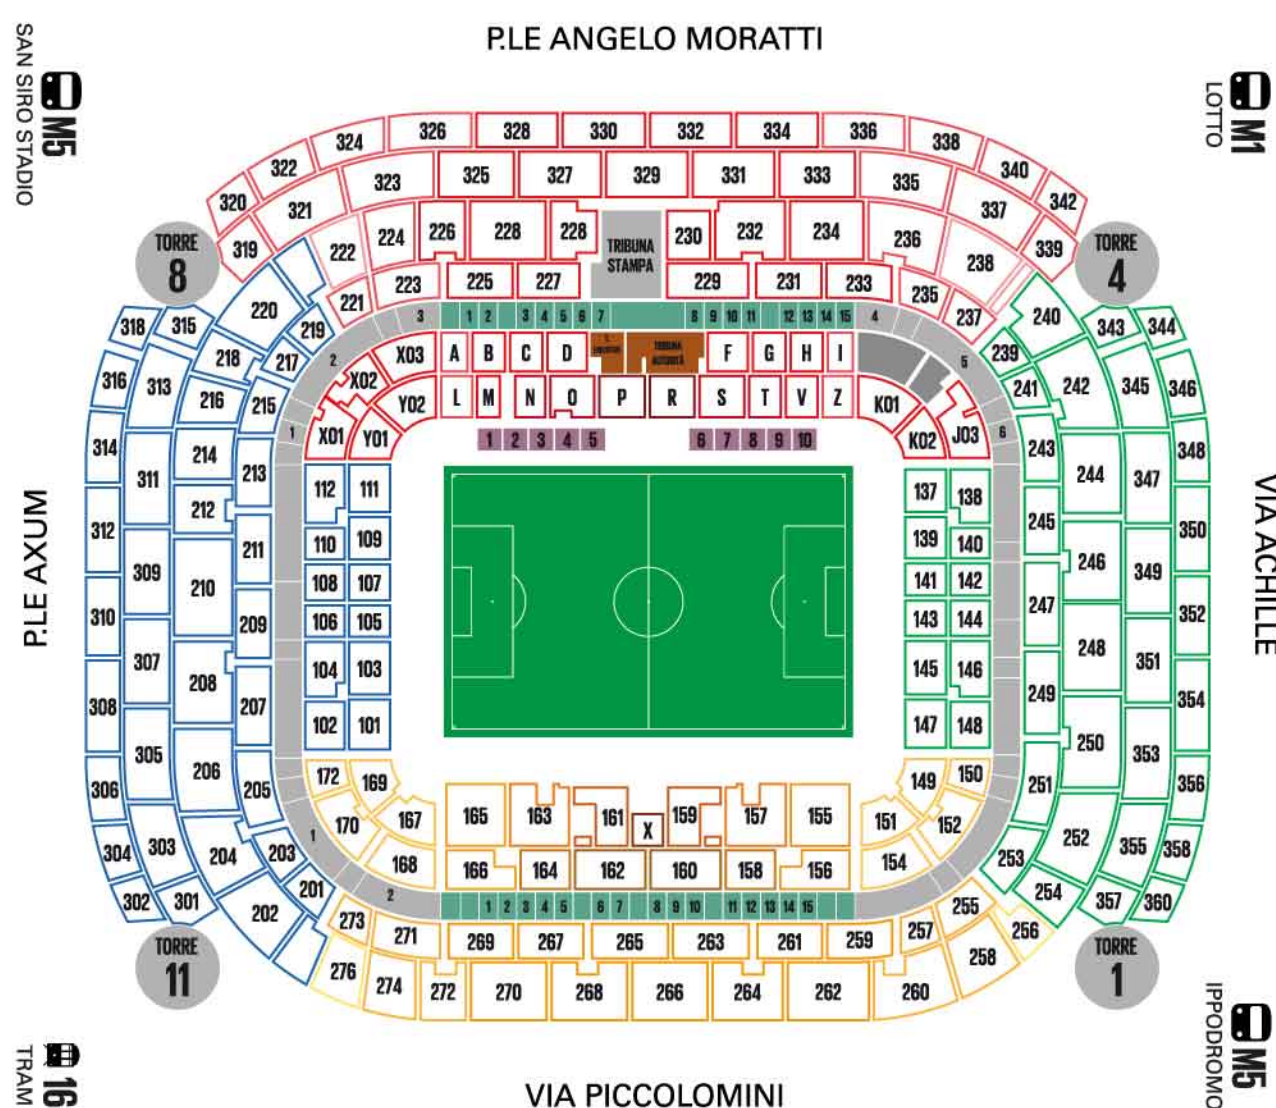 P.LE ANGELO MORATTI
SAN SIRO STADIO
M5
LOTTO
M1
326 328 330 332 334 336
324 338
322 340
320 342
325 327 329 331 333
323 335
321 337
319 339
TORRE
8
TORRE
4
226 228 228 TRIBUNA
STAMPA 230 232 234
224 236
222 238
225 227 229 231 233
223 235
221 237
220 240
219 239
218 217
318 315 343 344
3 1 2 3 4 5 6 7 8 9 10 11 12 13 14 15 4
2 5
X03 A B C D TRIBUNA
AUTORITÀ F G H I
X02
Y02 L M N O P R S T V Z K01
X01 Y01 K02 J03
1 6
1 2 3 4 5 6 7 8 9 10
316 313 216 215 241 242 345 346
314 311 214 213 243 244 347 348
212
312 309 210 211 245 246 349 350
310 307 209 247 248 351 352
208
308 305 207 249 250 353 354
306 206 205 251 356
304 303 204 203 253 252 355 358
302 301 202 201 254 357 360
112 111 137 138
110 109 139 140
108 107 141 142
106 105 143 144
104 103 145 146
102 101 147 148
P.LE AXUM
VIA ACHILLE
172 169 149 150
170 167 151 152
168 154
165 163 161 X 159 157 155
166 164 162 160 158 156
1
2 1 2 3 4 5 6 7 8 9 10 11 12 13 14 15
273 271 269 267 265 263 261 259 257 255
276 274 272 270 268 266 264 262 260 258 256
TORRE
11
TORRE
1
16
TRAM
IPPODROMO
M5
VIA PICCOLOMINI